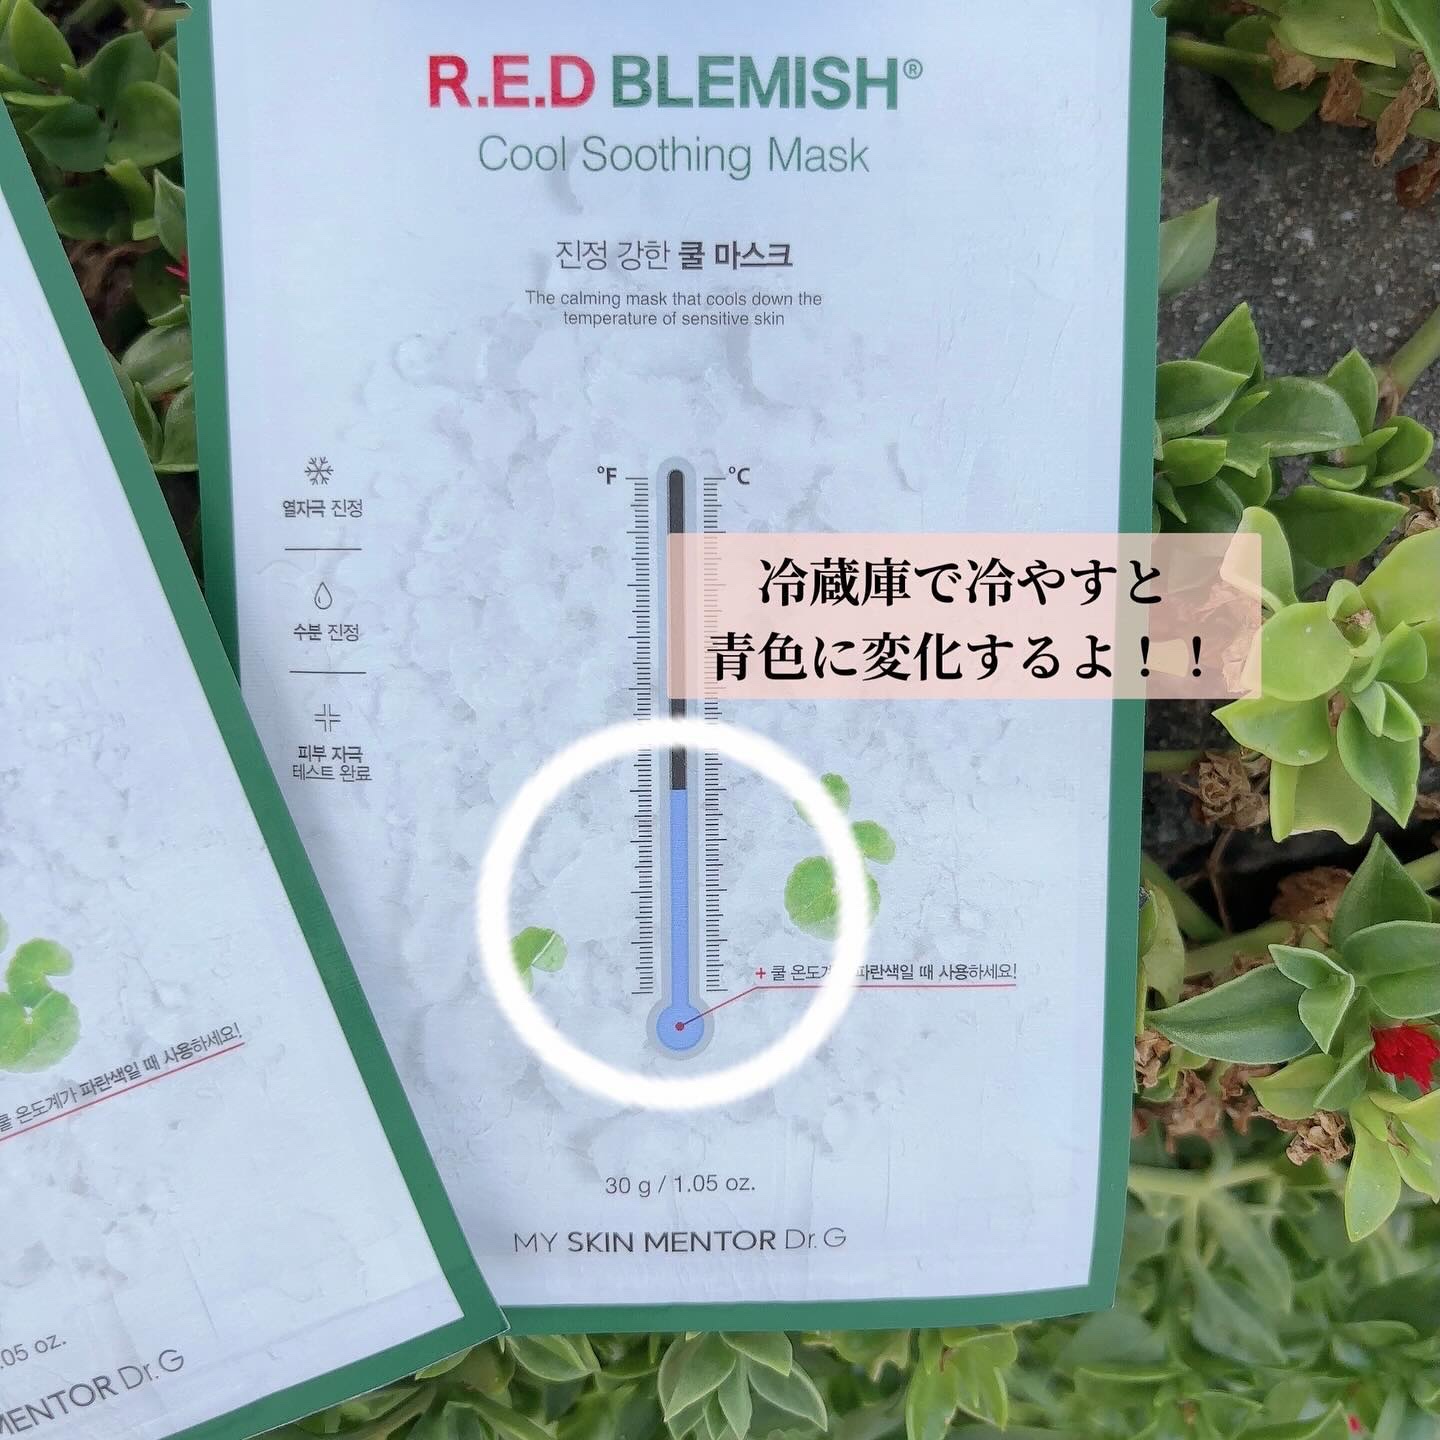 R.E.D BLEMISH®
Cool Soothing Mask
진정 강한 쿨 마스크
The calming mask that cools down the
temperature of sensitive skin
°F
°C
열자극 진정
수분 진정
피부 자극
테스트 완료
冷蔵庫で冷やすと
青色に変化するよ！！
+ 쿨 온도계 파란색일 때 사용하세요!
30 g / 1.05 oz.
MY SKIN MENTOR Dr.G
쿨 온도계가 파란색일 때 사용하세요!
.05 oz.
MENTOR Dr.G